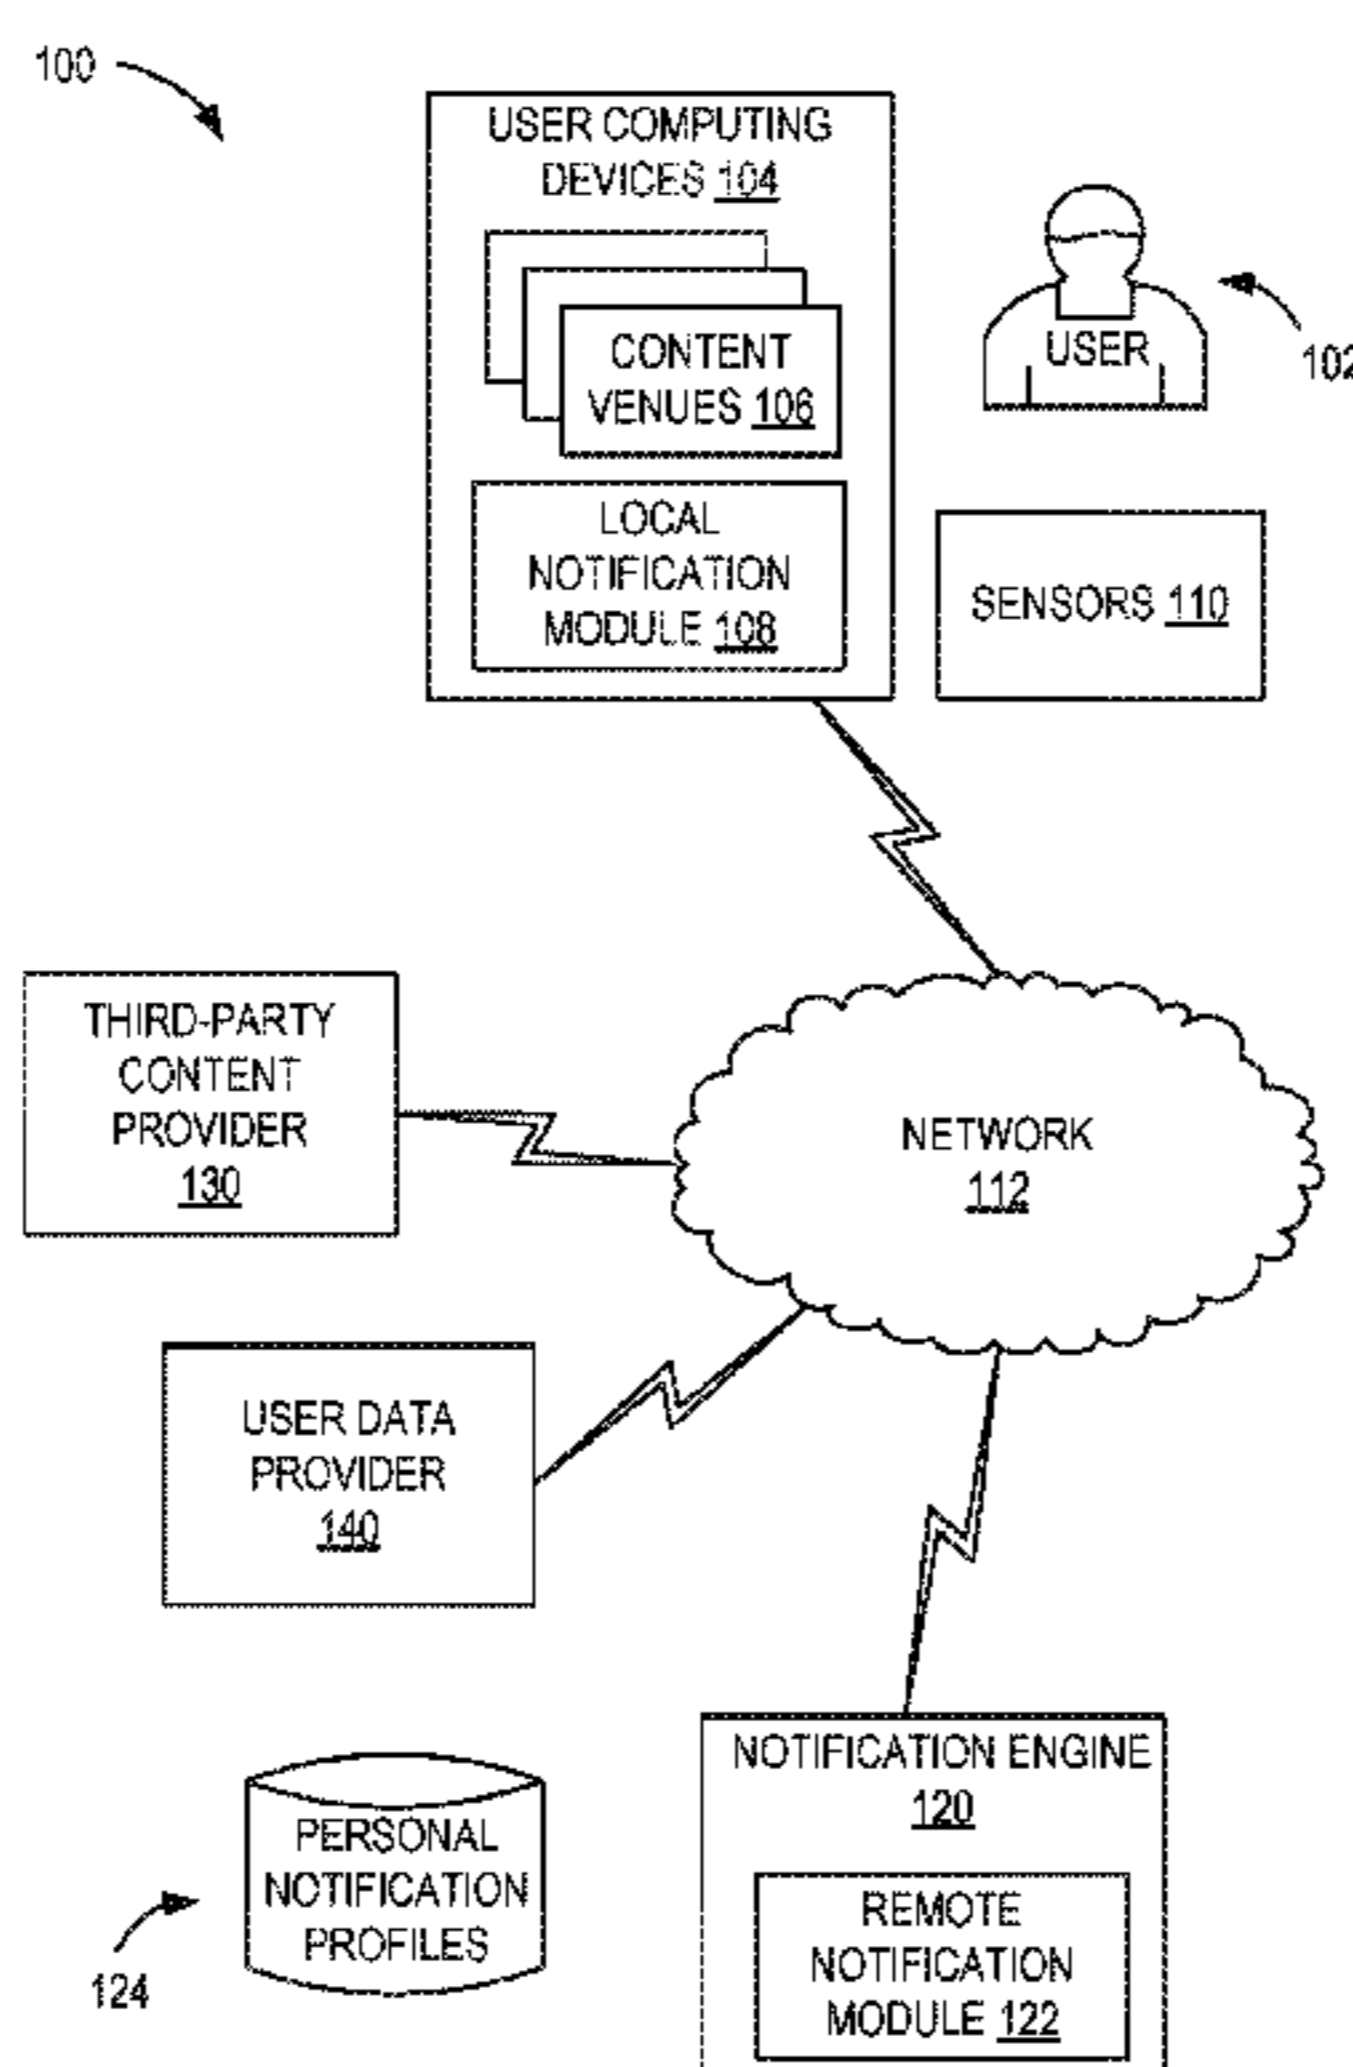 100
USER COMPUTING
DEVICES 104
CONTENT
VENUES 106
USER
102
LOCAL
NOTIFICATION
MODULE 108
SENSORS 110
THIRD-PARTY
CONTENT
PROVIDER
130
NETWORK
112
USER DATA
PROVIDER
140
NOTIFICATION ENGINE
120
PERSONAL
NOTIFICATION
PROFILES
124
REMOTE
NOTIFICATION
MODULE 122